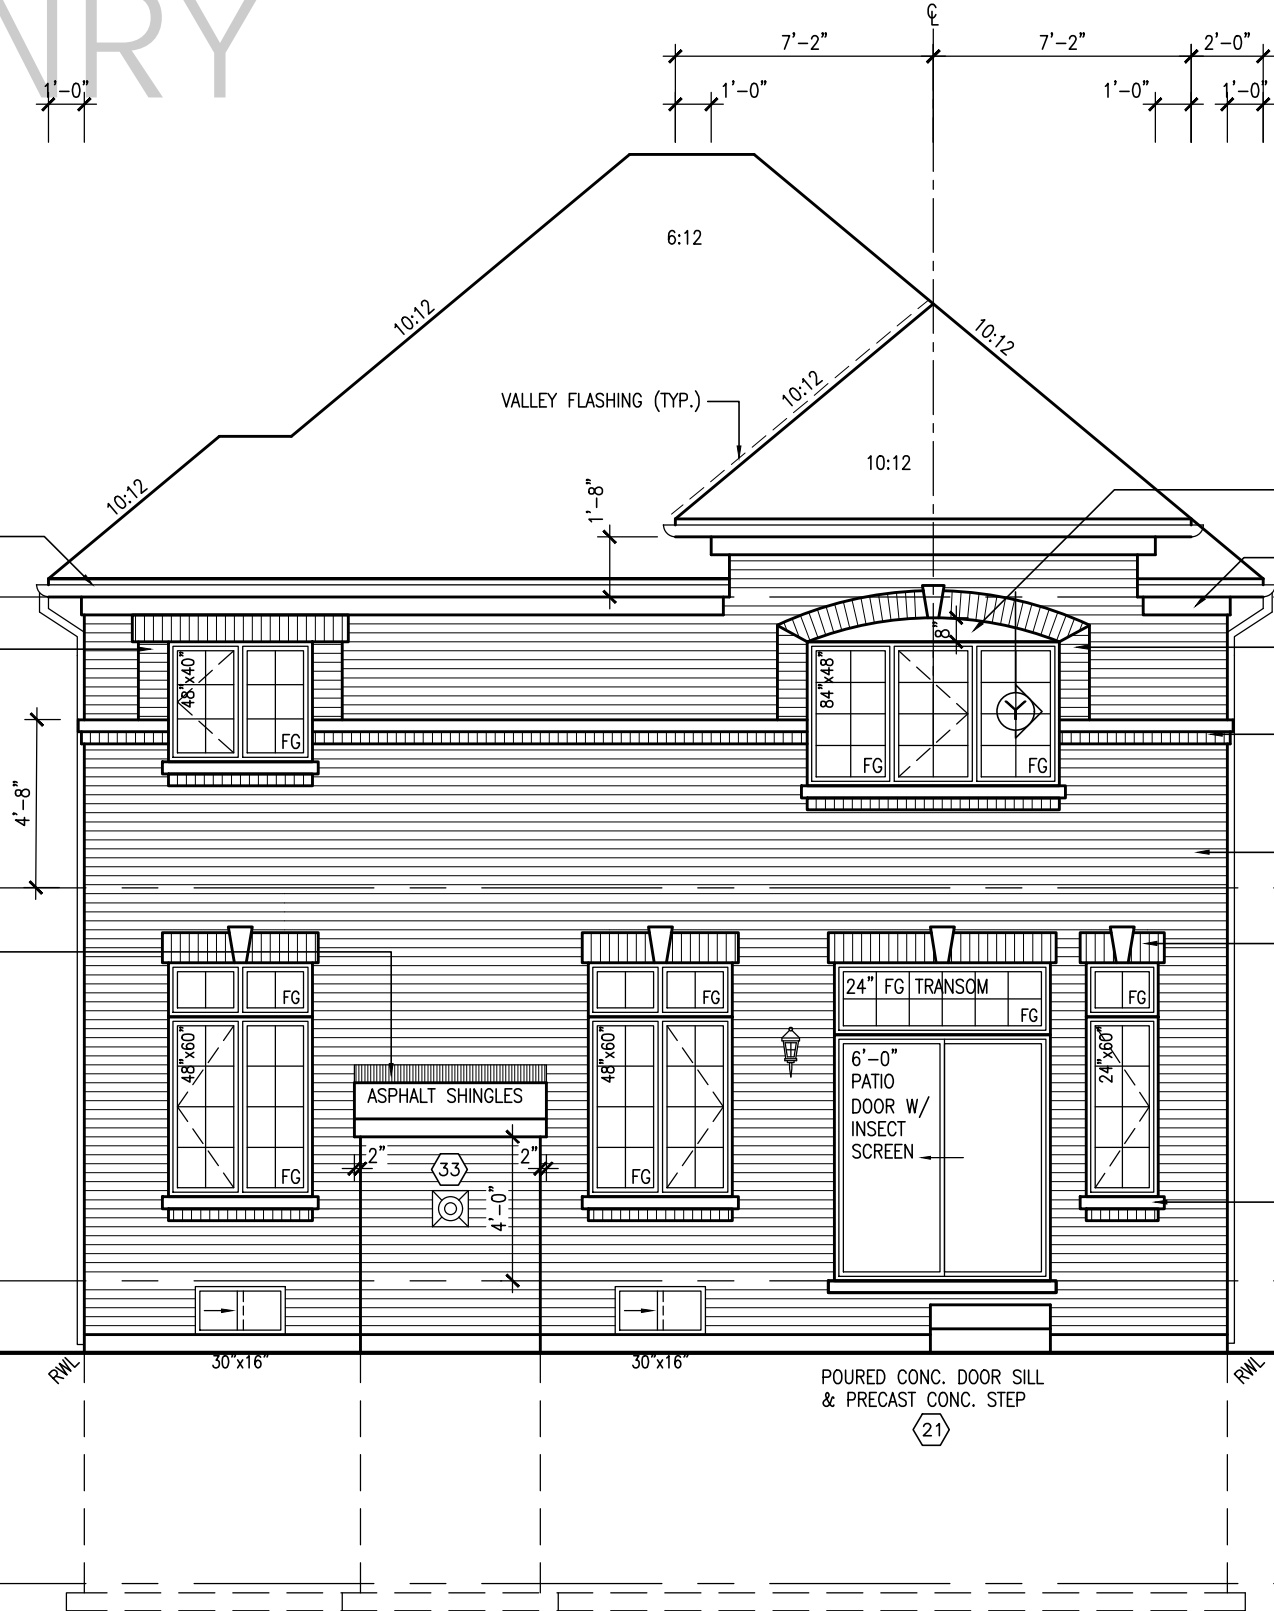 NRY
℄
7'-2"
7'-2"
2'-0"
1'-0"
1'-0"
1'-0"
1'-0"
6:12
10:12
10:12
VALLEY FLASHING (TYP.)
10:12
10:12
10:12
1'-8"
8"
48"x40"
FG
84"x48"
FG
FG
4'-8"
FG
FG
24" FG TRANSOM
FG
FG
48"x60"
FG
48"x60"
FG
24"x60"
6'-0"
PATIO
DOOR W/
INSECT
SCREEN
ASPHALT SHINGLES
2"
33
2"
4'-0"
RWL
30"x16"
30"x16"
RWL
POURED CONC. DOOR SILL
& PRECAST CONC. STEP
21